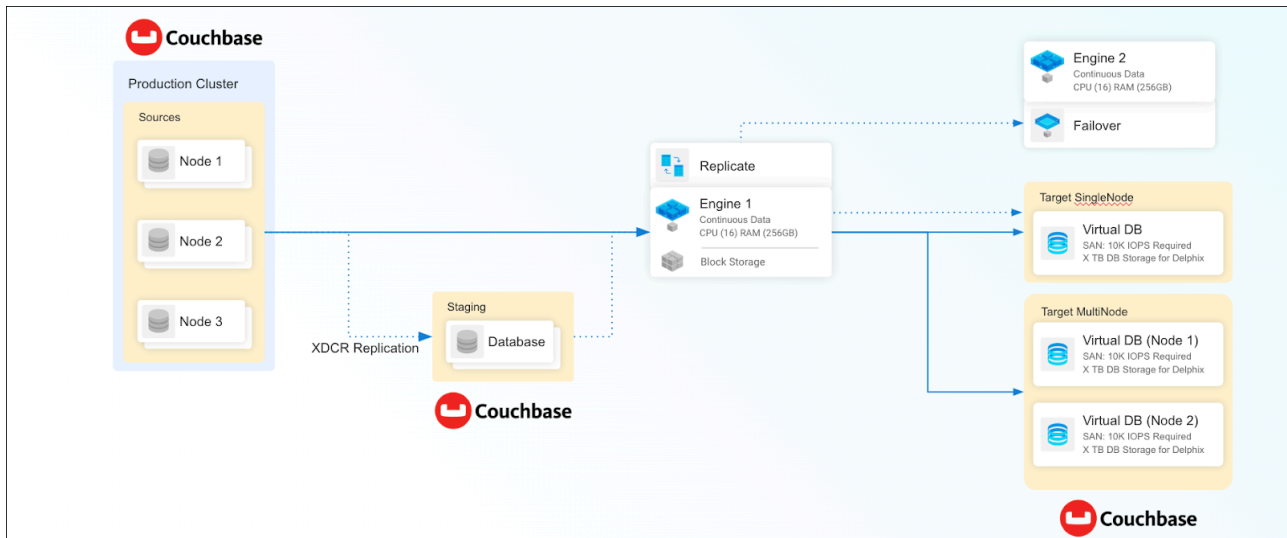 Couchbase
Production Cluster
Sources
Node 1
Node 2
Node 3
XDCR Replication
Staging
Database
Couchbase
Replicate
Engine 1
Continuous Data
CPU (16) RAM (256GB)
Block Storage
Engine 2
Continuous Data
CPU (16) RAM (256GB)
Failover
Target SingleNode
Virtual DB
SAN: 10K IOPS Required
X TB DB Storage for Delphix
Target MultiNode
Virtual DB (Node 1)
SAN: 10K IOPS Required
X TB DB Storage for Delphix
Virtual DB (Node 2)
SAN: 10K IOPS Required
X TB DB Storage for Delphix
Couchbase